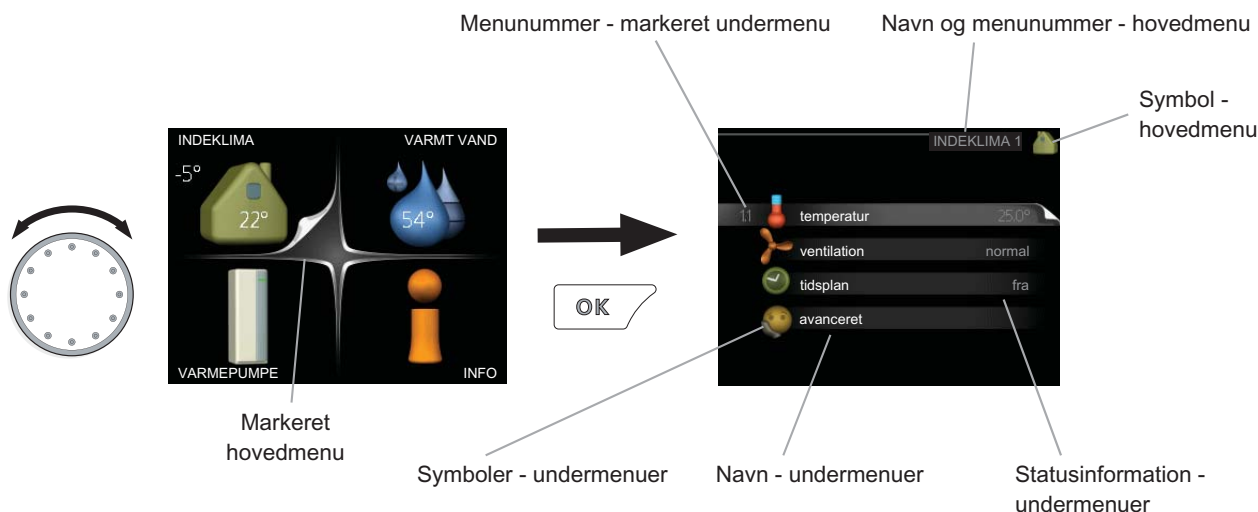 Menunummer - markeret undermenu
Navn og menunummer - hovedmenu
Symbol -
hovedmenu
INDEKLIMA
VARMT VAND
-5°
22°
54°
VARMEPUMPE
INFO
Markeret
hovedmenu
OK
INDEKLIMA 1
1.1
temperatur
25.0°
ventilation
normal
tidsplan
fra
avanceret
Symboler - undermenuer
Navn - undermenuer
Statusinformation -
undermenuer